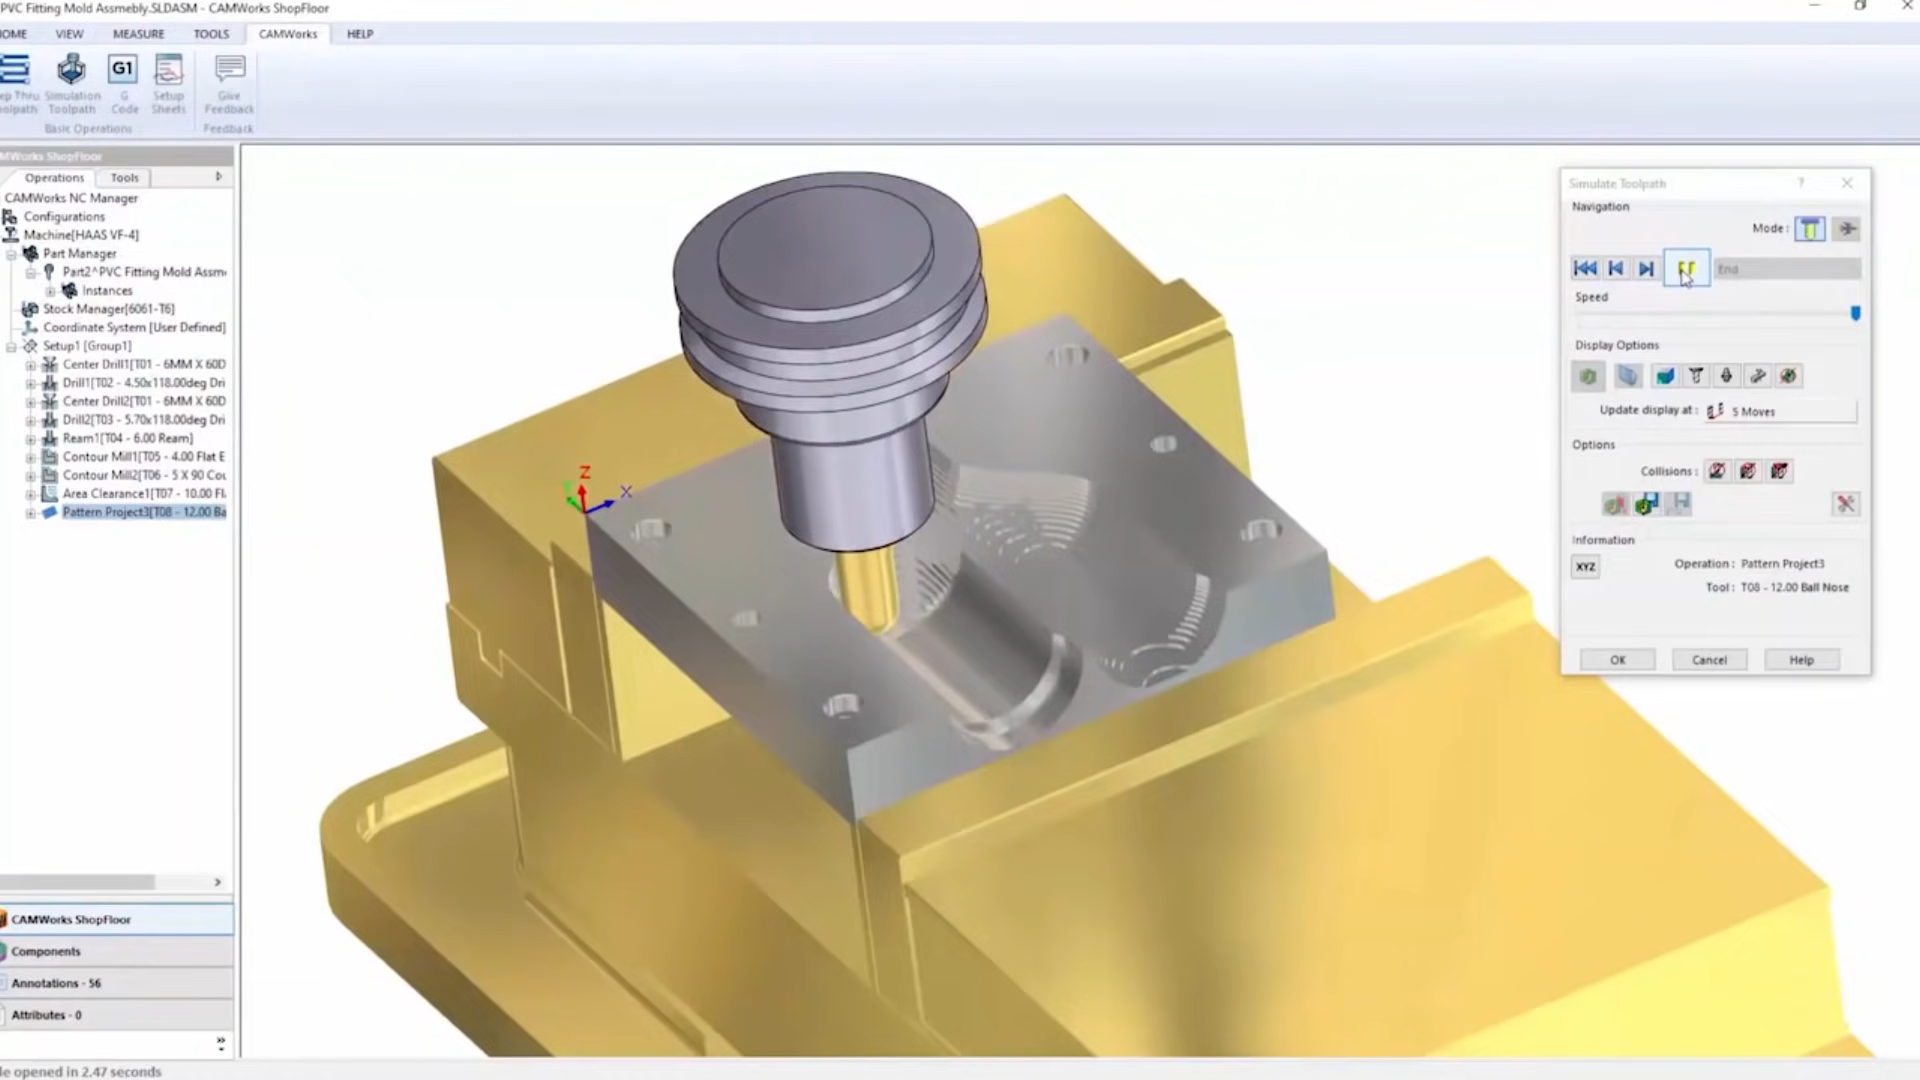 PVC Fitting Mold Assmebly.SLDASM - CAMWorks ShopFloor
OME VIEW MEASURE TOOLS CAMWorks HELP
ep Thru Simulation G Setup Give
olpath Toolpath Code Sheets Feedback
G1
Basic Operations Feedback
MWorks ShopFloor
Operations Tools
CAMWorks NC Manager
Configurations
Machine[HAAS VF-4]
Part Manager
Part2^PVC Fitting Mold Assm
Instances
Stock Manager[6061-T6]
Coordinate System [User Defined]
Setup1 [Group1]
Center Drill1[T01 - 6MM X 60D
Drill1[T02 - 4.50x118.00deg Dri
Center Drill2[T01 - 6MM X 60D
Drill2[T03 - 5.70x118.00deg Dri
Ream1[T04 - 6.00 Ream]
Contour Mill1[T05 - 4.00 Flat E
Contour Mill2[T06 - 5 X 90 Cou
Area Clearance1[T07 - 10.00 Fl
Pattern Project3[T08 - 12.00 Ba
CAMWorks ShopFloor
Components
Annotations - 56
Attributes - 0
le opened in 2.47 seconds
Z
X
Simulate Toolpath
Navigation
Mode :
End
Speed
Display Options
Update display at : 5 Moves
Options
Collisions :
Information
XYZ
Operation : Pattern Project3
Tool : T08 - 12.00 Ball Nose
OK Cancel Help